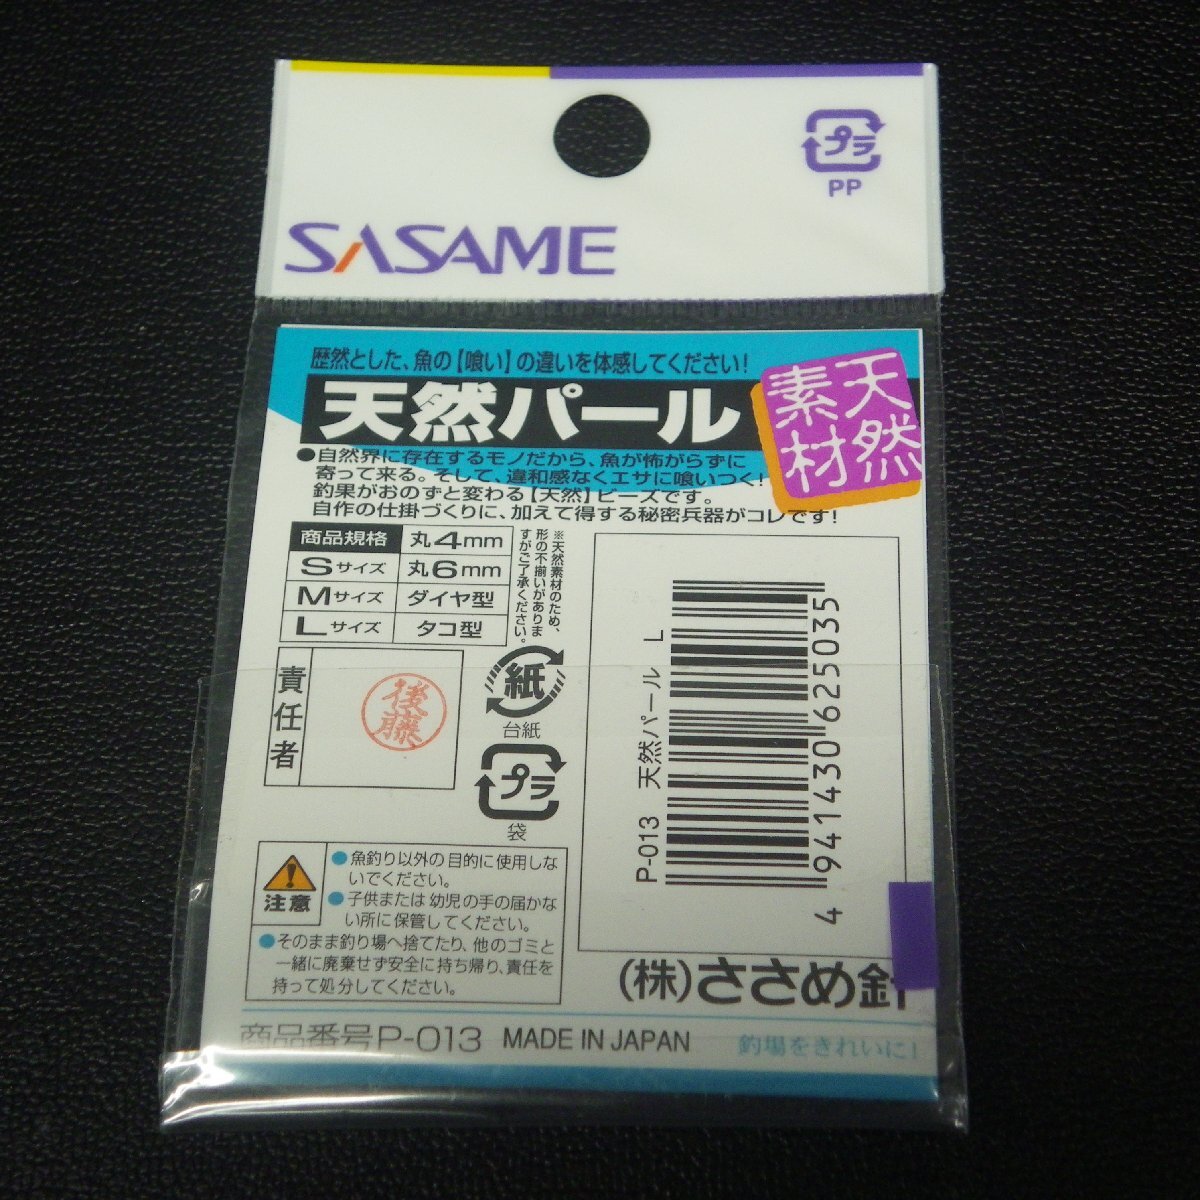 プラ
PP
SASAME
歴然とした、魚の【喰い】の違いを体感してください!
天然パール
天然
素材
●自然界に存在するモノだから、魚が怖がらずに
寄って来る。そして、違和感なくエサに喰いつく!
釣果がおのずと変わる【天然】ビーズです。
自作の仕掛づくりに、加えて得する秘密兵器がコレです!
商品規格 丸4mm
Sサイズ 丸6mm
Mサイズ ダイヤ型
Lサイズ タコ型
※天然素材のため、
形の不揃いがありま
すがご了承ください。
責任者
後藤
紙
台紙
プラ
袋
P-013 天然パール L
4 941430 625035
注意
●魚釣り以外の目的に使用しな
いでください。
●子供または幼児の手の届かな
い所に保管してください。
●そのまま釣り場へ捨てたり、他のゴミと
一緒に廃棄せず安全に持ち帰り、責任を
持って処分してください。
(株)ささめ針
商品番号P-013 MADE IN JAPAN
釣場をきれいに!